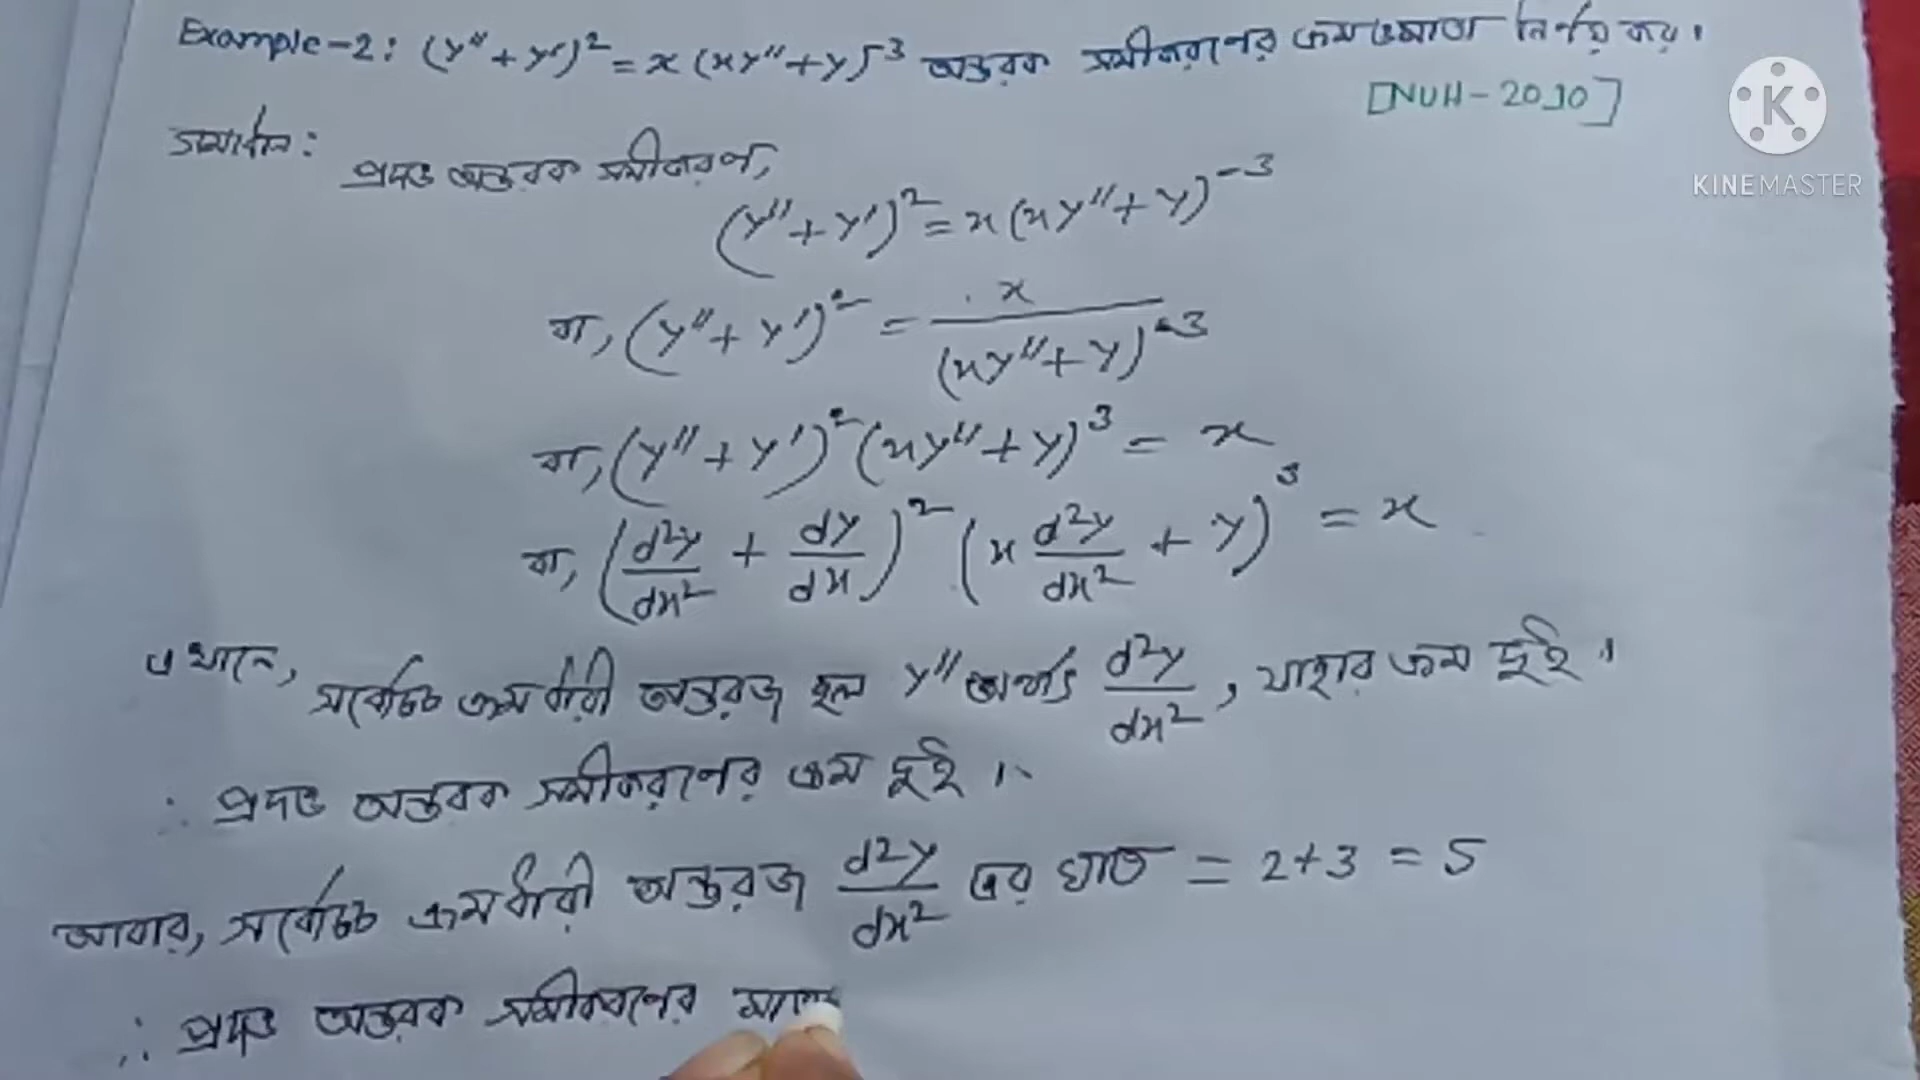 Example-2: (y″ + y′)² = x (xy″ + y)⁻³ অন্তরক সমীকরণের ক্রম ও মাত্রা নির্ণয় কর।
[NUH-2010]
K
KINEMASTER
সমাধান:
প্রদত্ত অন্তরক সমীকরণ,
(y″ + y′)² = x (xy″ + y)⁻³
বা, (y″ + y′)² = x / (xy″ + y)³
বা, (y″ + y′)² (xy″ + y)³ = x
বা, (d²y/dx² + dy/dx)² (x d²y/dx² + y)³ = x
এখানে, সর্বোচ্চ ক্রমধারী অন্তরজ হল y″ অর্থাৎ d²y/dx², যাহার ক্রম দুই।
∴ প্রদত্ত অন্তরক সমীকরণের ক্রম দুই।
আবার, সর্বোচ্চ ক্রমধারী অন্তরজ d²y/dx² এর ঘাত = 2+3 = 5
∴ প্রদত্ত অন্তরক সমীকরণের